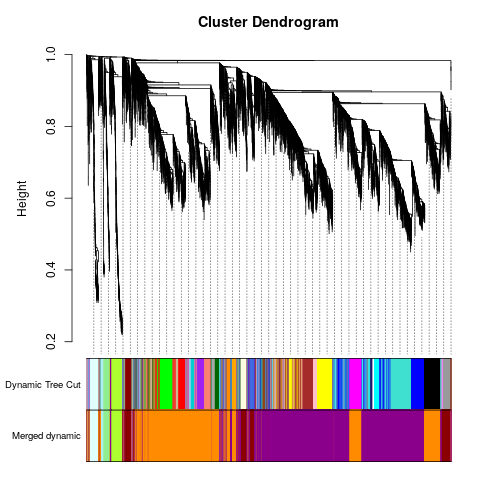 Cluster Dendrogram
Height
1.0
0.8
0.6
0.4
0.2
Dynamic Tree Cut
Merged dynamic